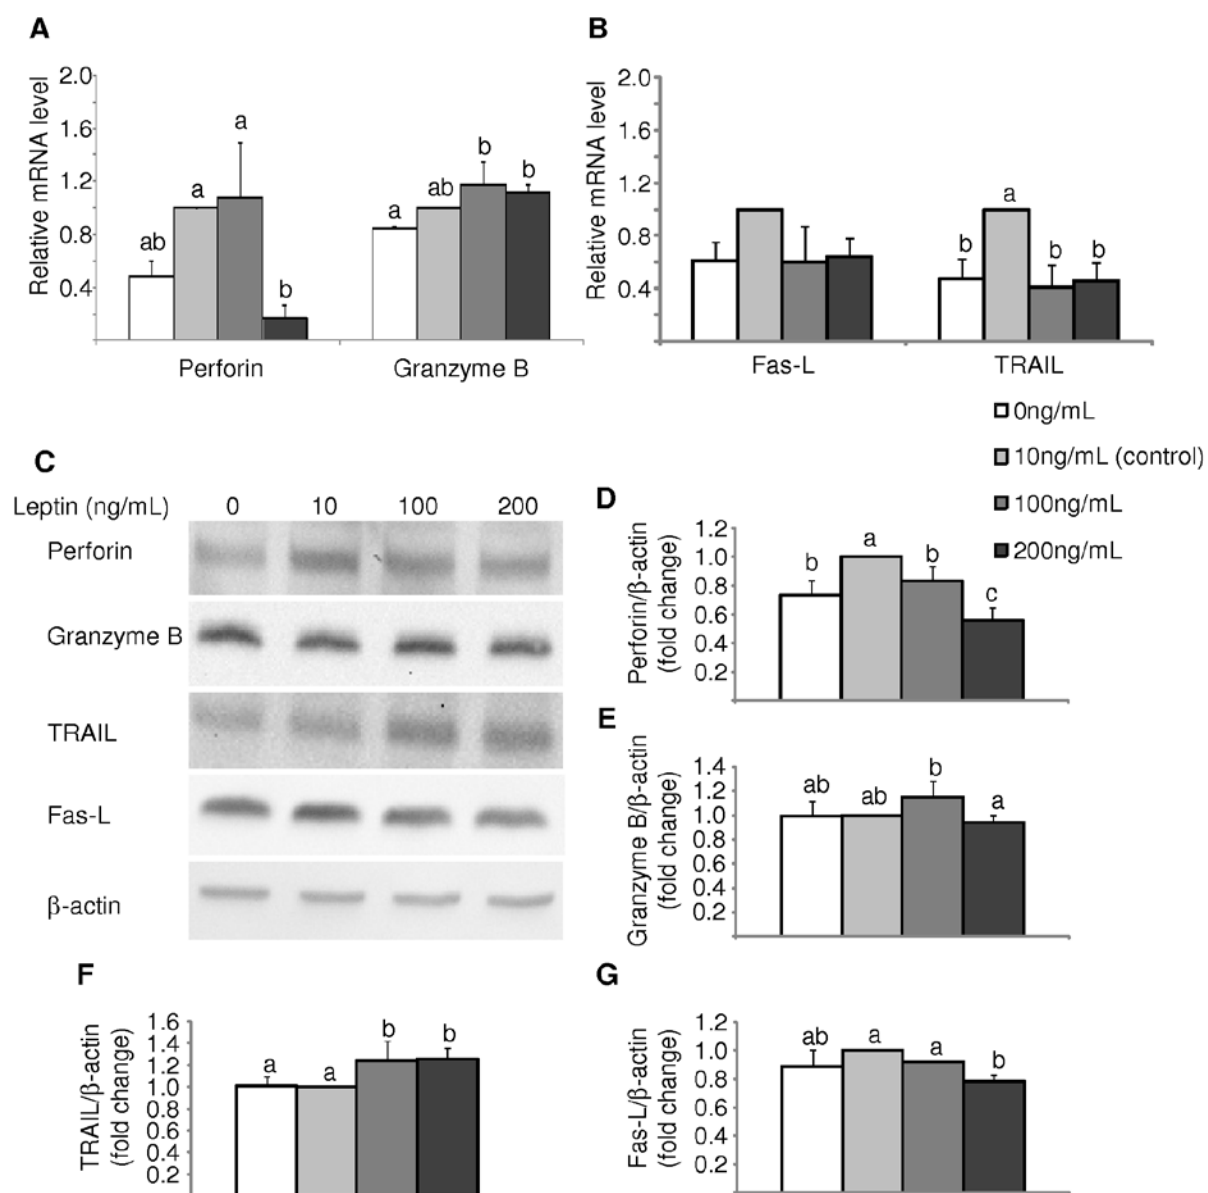 A
B
Relative mRNA level
2.0
1.6
1.2
0.8
0.4
ab
a
a
b
a
ab
b
b
Perforin
Granzyme B
Relative mRNA level
2.0
1.6
1.2
0.8
0.4
b
a
b
b
Fas-L
TRAIL
0ng/mL
10ng/mL (control)
100ng/mL
200ng/mL
C
Leptin (ng/mL)
0
10
100
200
Perforin
Granzyme B
TRAIL
Fas-L
β-actin
D
Perforin/β-actin
(fold change)
1.2
1.0
0.8
0.6
0.4
0.2
b
a
b
c
E
Granzyme B/β-actin
(fold change)
1.4
1.2
1.0
0.8
0.6
0.4
0.2
ab
ab
b
a
F
TRAIL/β-actin
(fold change)
1.6
1.4
1.2
1.0
0.8
0.6
0.4
0.2
a
a
b
b
G
Fas-L/β-actin
(fold change)
1.2
1.0
0.8
0.6
0.4
0.2
ab
a
a
b